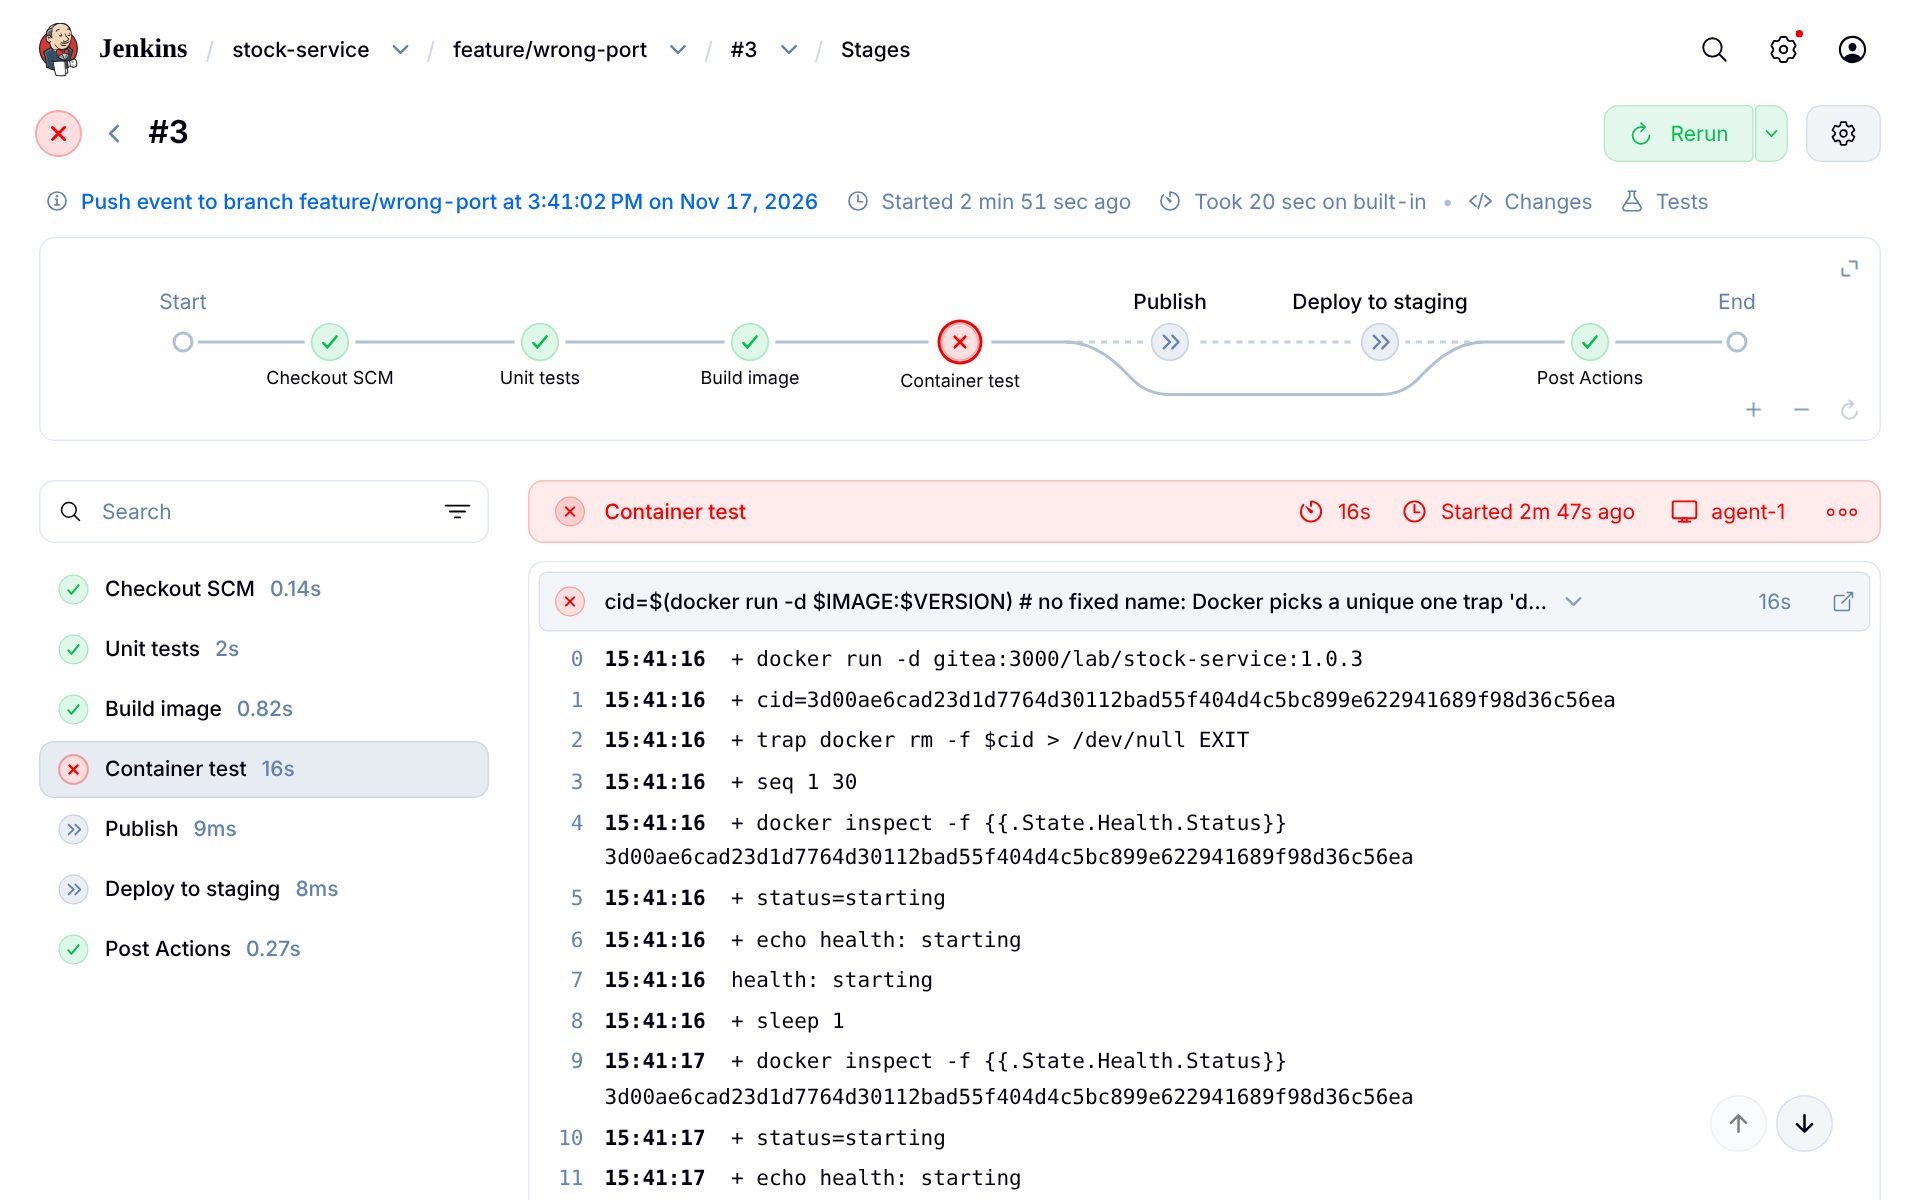 Jenkins / stock-service / feature/wrong-port / #3 / Stages
#3
Rerun
Push event to branch feature/wrong-port at 3:41:02 PM on Nov 17, 2026
Started 2 min 51 sec ago
Took 20 sec on built-in
Changes
Tests
Start
Publish
Deploy to staging
End
Checkout SCM
Unit tests
Build image
Container test
Post Actions
Search
Checkout SCM 0.14s
Unit tests 2s
Build image 0.82s
Container test 16s
Publish 9ms
Deploy to staging 8ms
Post Actions 0.27s
Container test
16s
Started 2m 47s ago
agent-1
cid=$(docker run -d $IMAGE:$VERSION) # no fixed name: Docker picks a unique one trap 'd...
16s
0 15:41:16 + docker run -d gitea:3000/lab/stock-service:1.0.3
1 15:41:16 + cid=3d00ae6cad23d1d7764d30112bad55f404d4c5bc899e622941689f98d36c56ea
2 15:41:16 + trap docker rm -f $cid > /dev/null EXIT
3 15:41:16 + seq 1 30
4 15:41:16 + docker inspect -f {{.State.Health.Status}}
3d00ae6cad23d1d7764d30112bad55f404d4c5bc899e622941689f98d36c56ea
5 15:41:16 + status=starting
6 15:41:16 + echo health: starting
7 15:41:16 health: starting
8 15:41:16 + sleep 1
9 15:41:17 + docker inspect -f {{.State.Health.Status}}
3d00ae6cad23d1d7764d30112bad55f404d4c5bc899e622941689f98d36c56ea
10 15:41:17 + status=starting
11 15:41:17 + echo health: starting